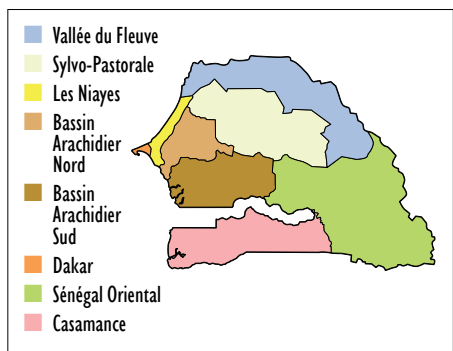 Vallée du Fleuve
Sylvo-Pastorale
Les Niayes
Bassin
Arachidier
Nord
Bassin
Arachidier
Sud
Dakar
Sénégal Oriental
Casamance